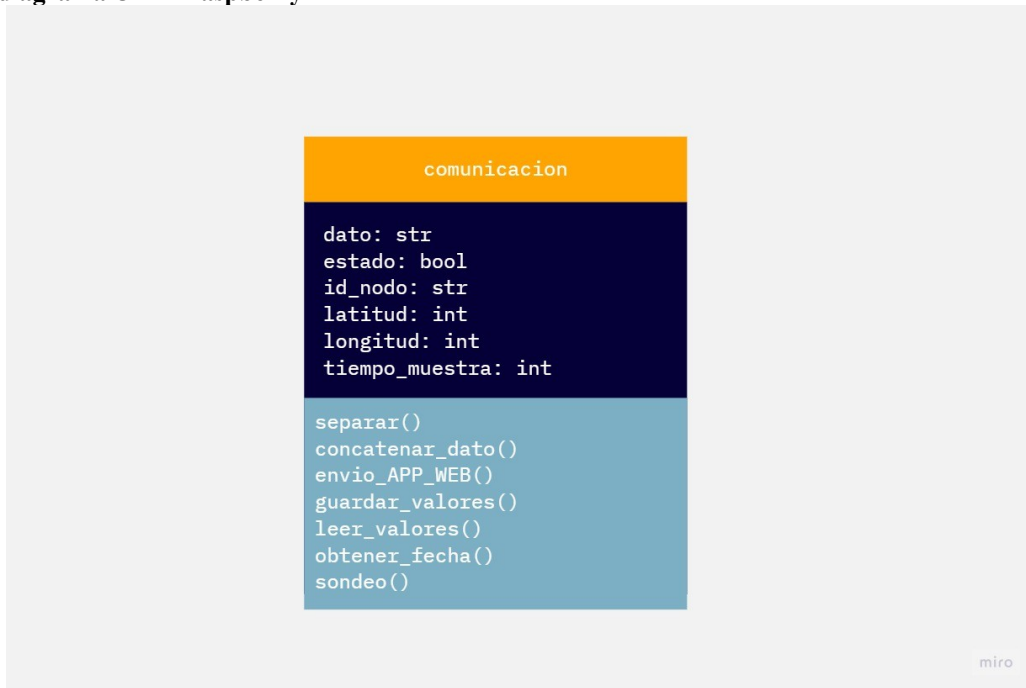 comunicacion
dato: str
estado: bool
id_nodo: str
latitud: int
longitud: int
tiempo_muestra: int
separar()
concatenar_dato()
envio_APP_WEB()
guardar_valores()
leer_valores()
obtener_fecha()
sondeo()
miro